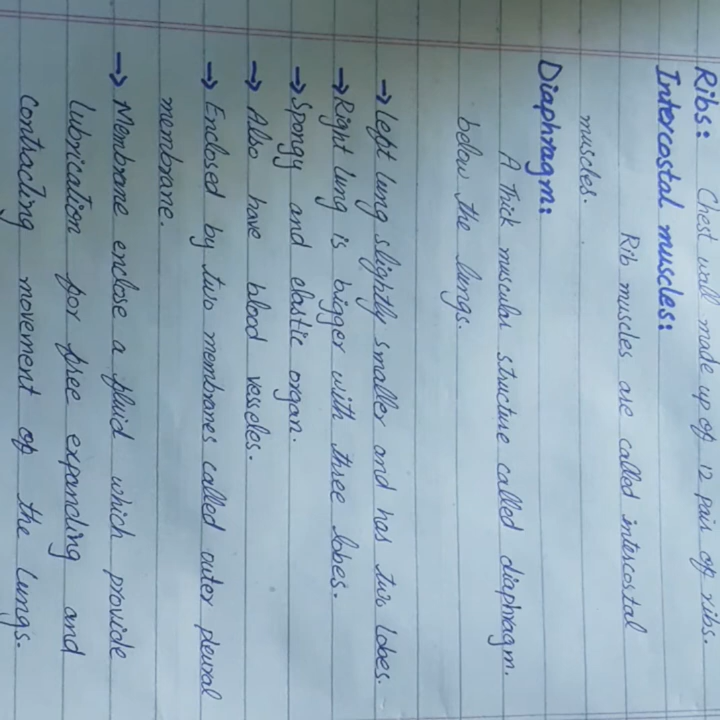 Ribs: Chest wall made up of 12 pair of ribs.
Intercostal muscles:
Rib muscles are called intercostal
muscles.
Diaphragm:
A Thick muscular structure called diaphragm.
below the lungs.
→ Left lung slightly smaller and has two lobes.
→ Right lung is bigger with three lobes.
→ Spongy and elastic organ.
→ Also have blood vesseles.
→ Enclosed by two membranes called outer pleural
membrane.
→ Membrane enclose a fluid which provide
Lubrication for free expanding and
contracting movement of the Lungs.